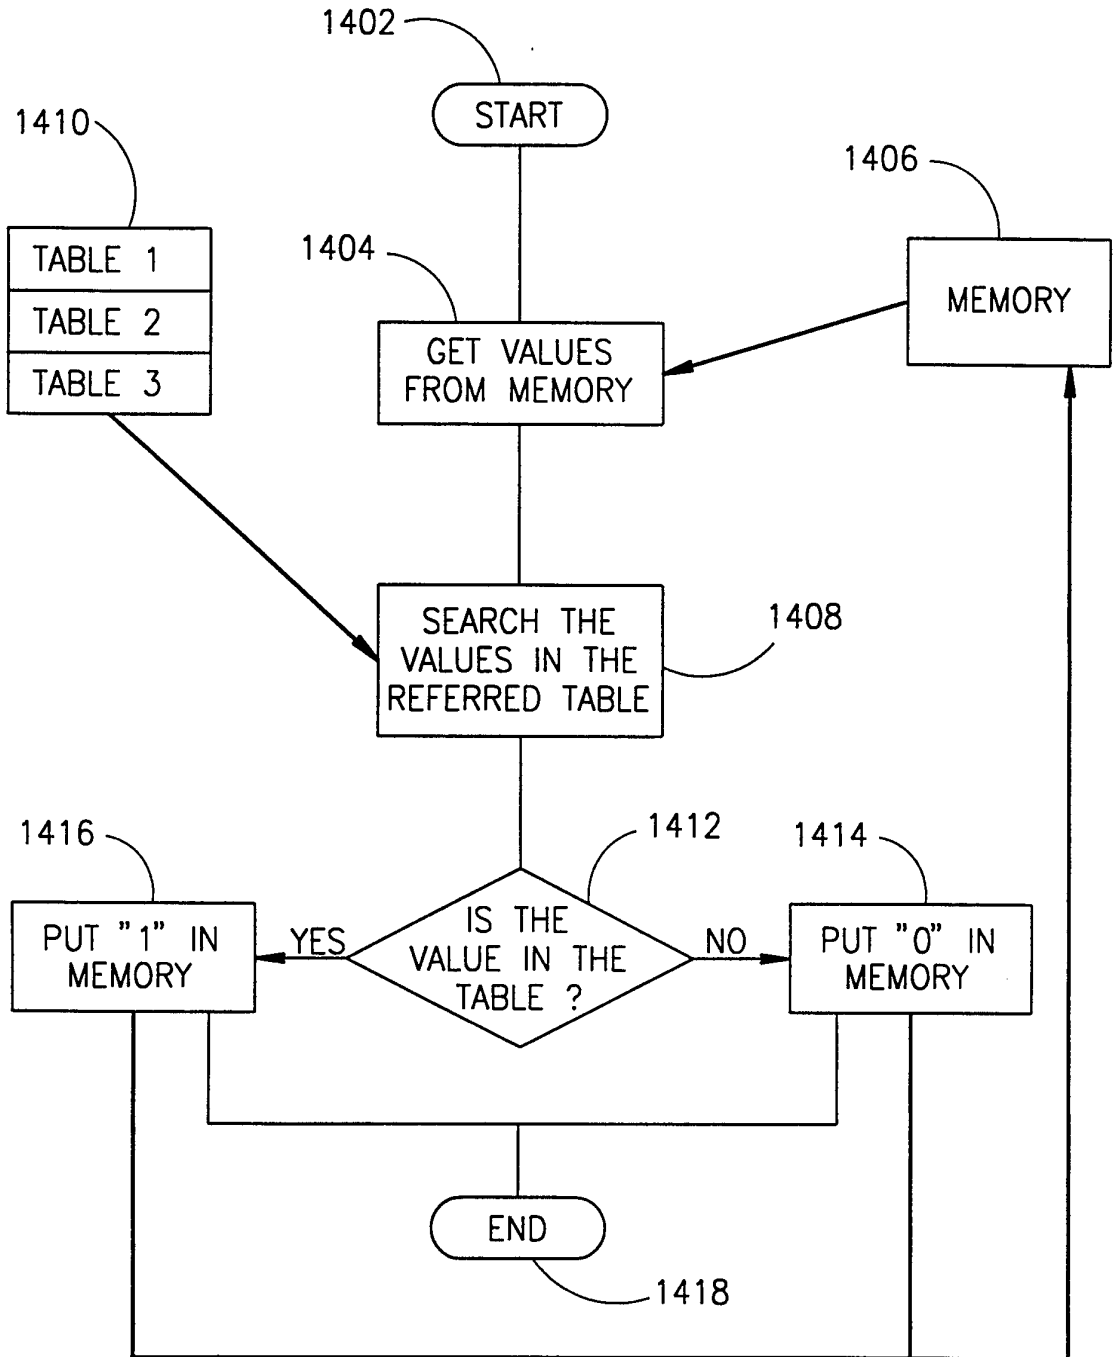 1402
START
1410
1406
TABLE 1
TABLE 2
TABLE 3
1404
MEMORY
GET VALUES
FROM MEMORY
SEARCH THE
VALUES IN THE
REFERRED TABLE
1408
1416
1412
1414
PUT "1" IN
MEMORY
YES
IS THE
VALUE IN THE
TABLE ?
NO
PUT "0" IN
MEMORY
END
1418